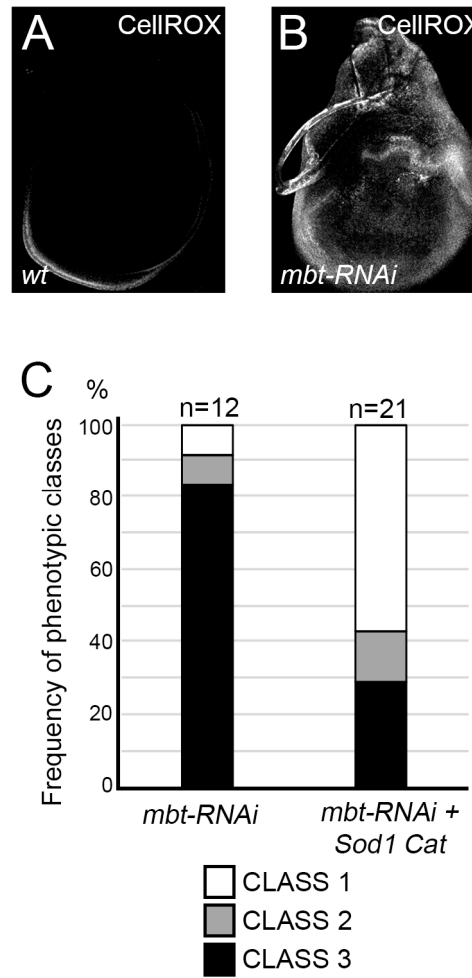 A
CellROX
wt
B
CellROX
mbt-RNAi
C
%
n=12
n=21
100
80
60
40
20
0
Frequency of phenotypic classes
mbt-RNAi
mbt-RNAi +
Sod1 Cat
CLASS 1
CLASS 2
CLASS 3